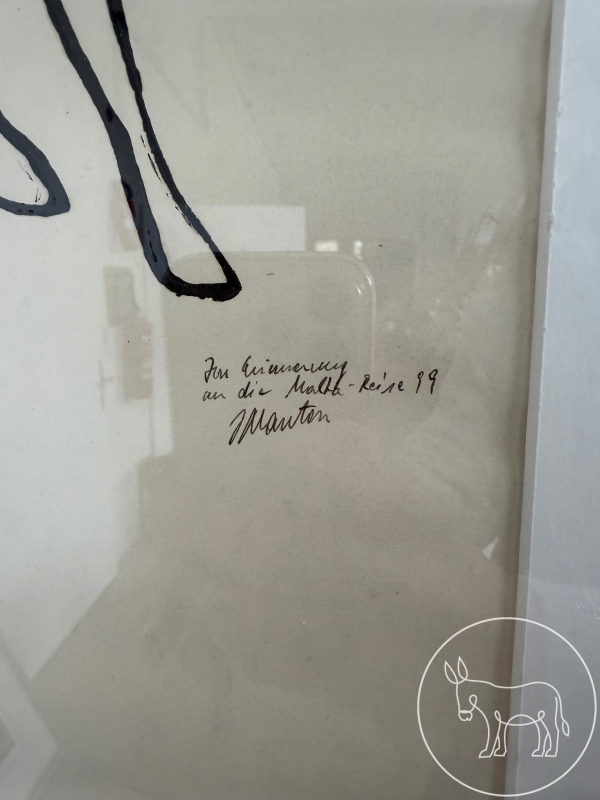 Zur Erinnerung
an die Malta-Reise 99